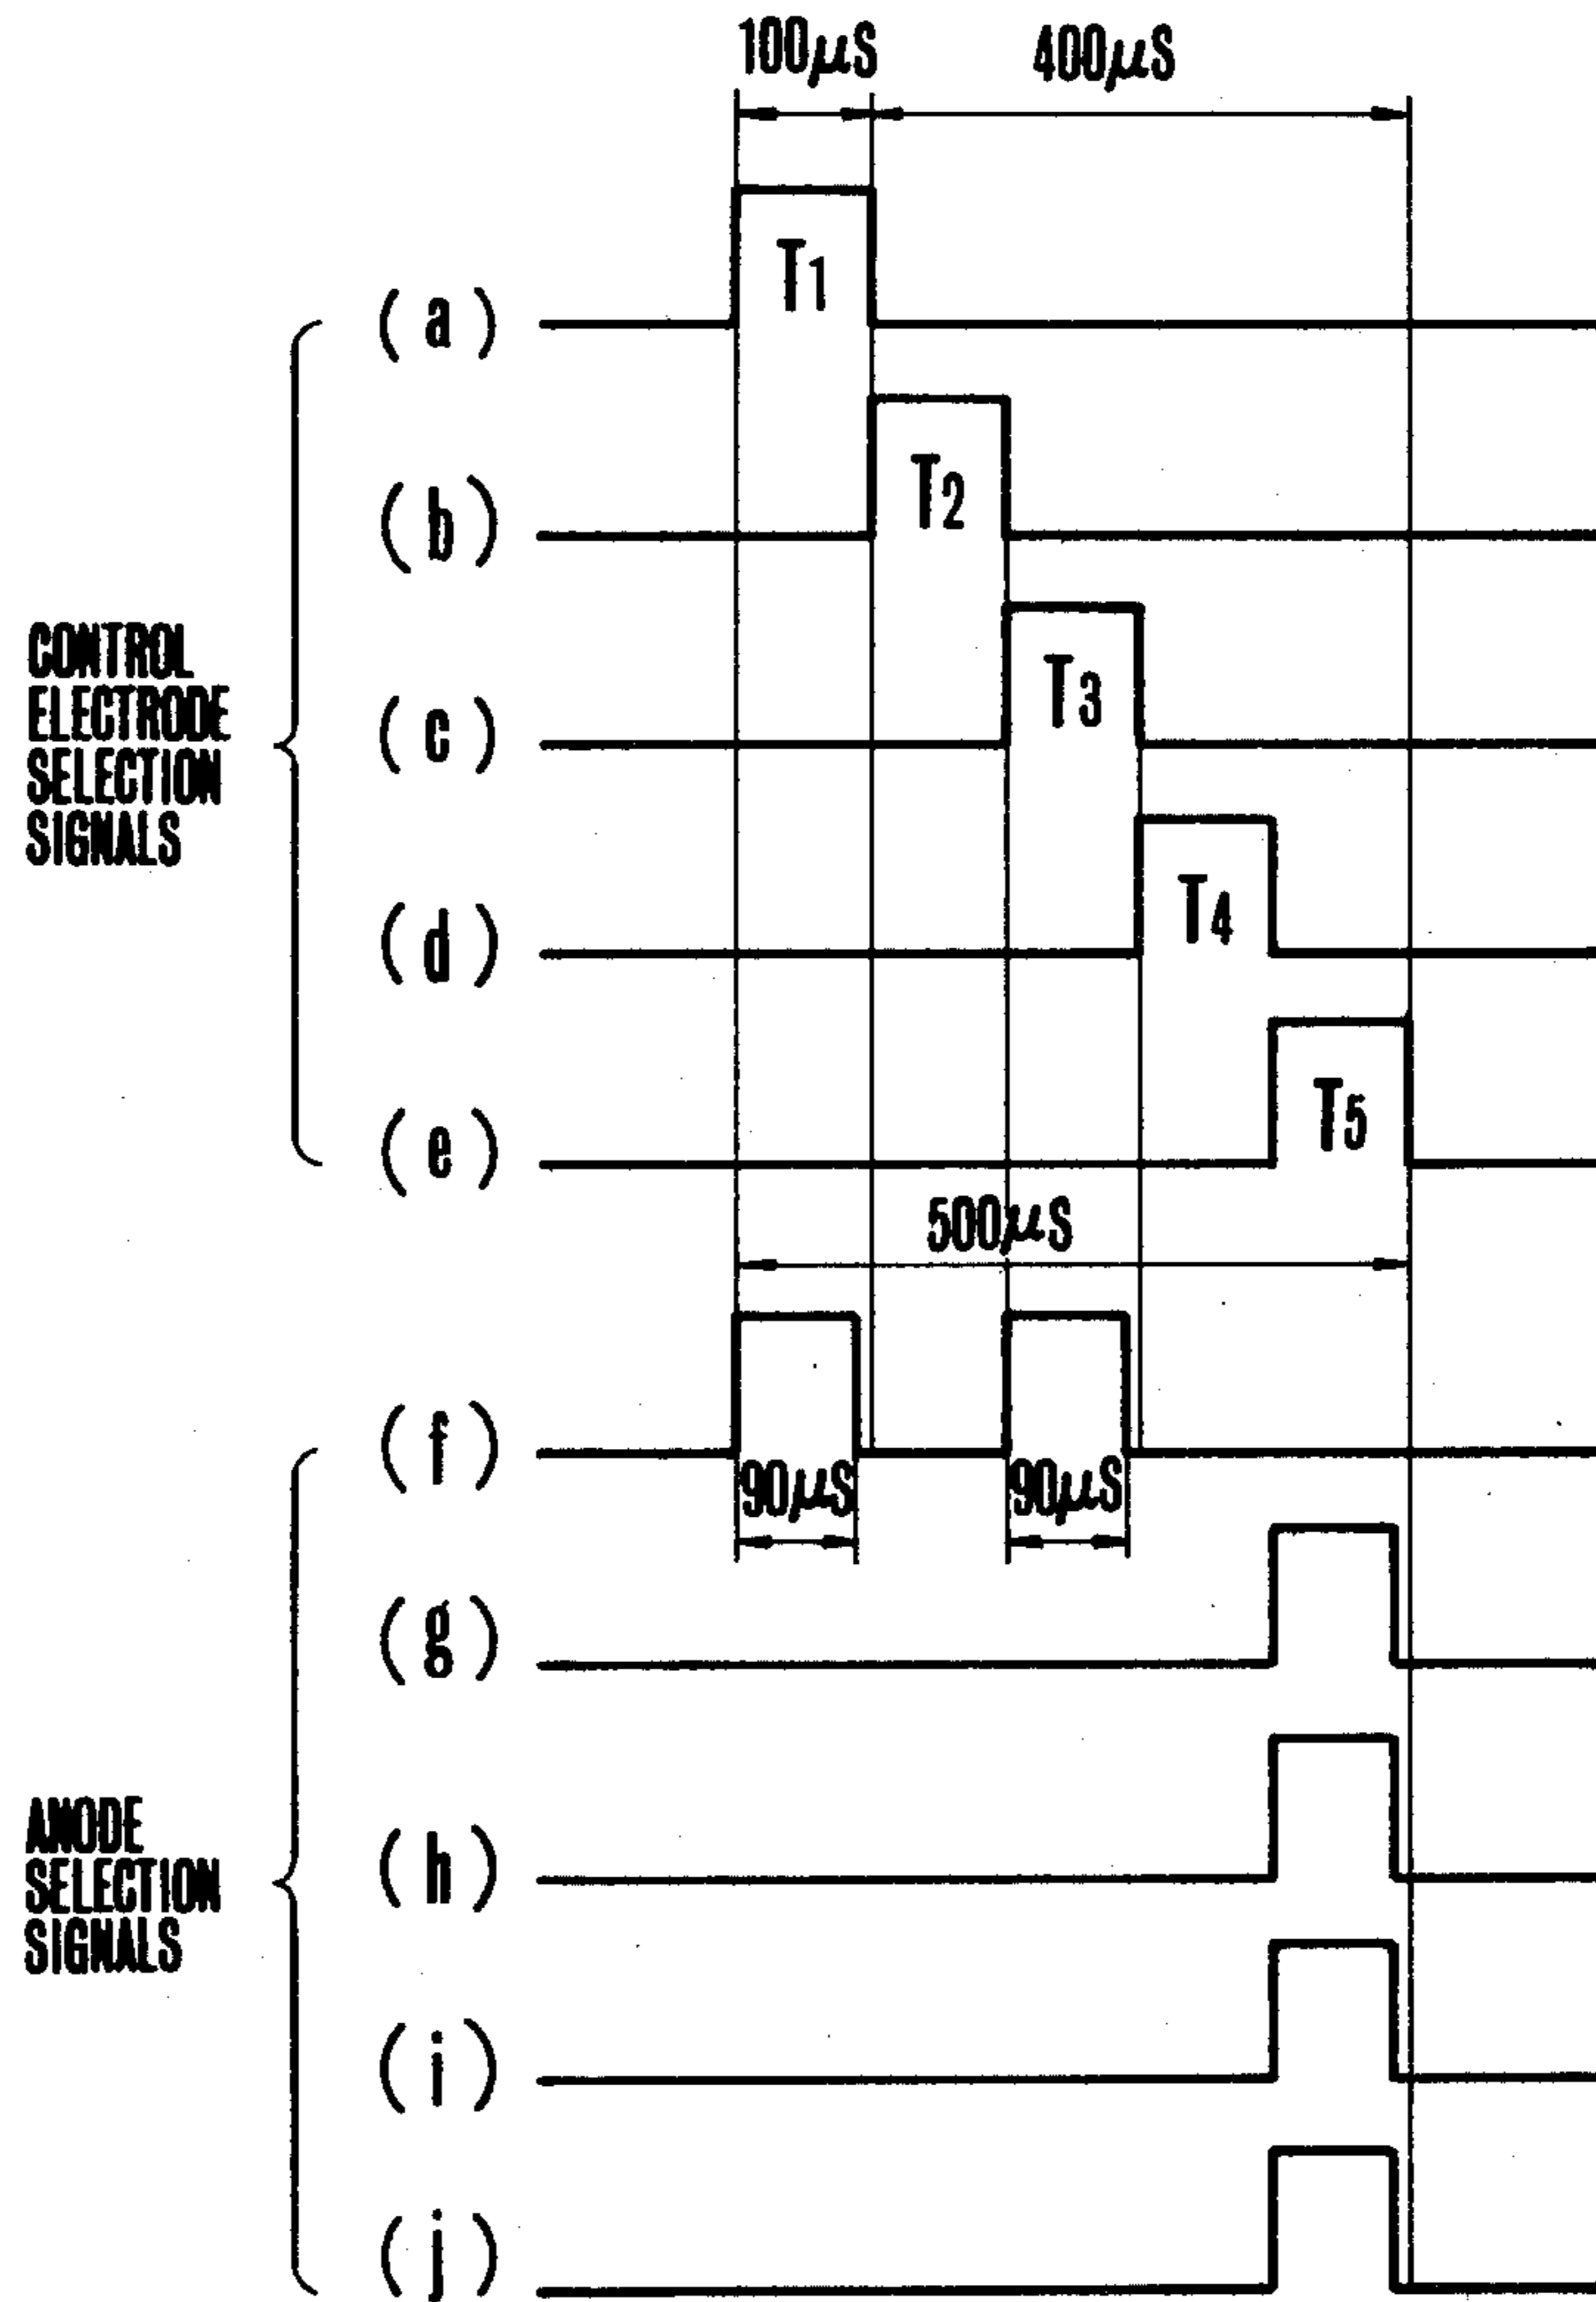 100μS 400μS
T1
(a)
T2
(b)
T3
(c)
CONTROL
ELECTRODE
SELECTION
SIGNALS
T4
(d)
T5
(e)
500μS
(f)
90μS 90μS
(g)
(h)
ANODE
SELECTION
SIGNALS
(i)
(j)